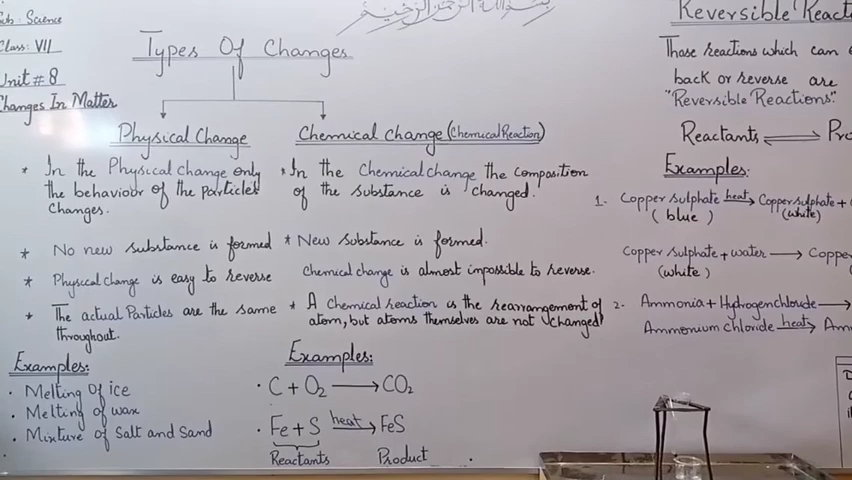 Sub: Science
Class: VII
Unit # 8
Changes In Matter
بسم الله الرحمن الرحيم
Types Of Changes
Physical Change
* In the Physical change only
the behavioor of the particles
changes.
* No new substance is formed
* Physical change is easy to reverse
* The actual Particles are the same
throughout.
Examples:
· Melting Of ice
· Melting of wax
· Mixture of Salt and Sand
Chemical change (Chemical Reaction)
* In the Chemical change the composition
of the substance is changed.
* New substance is formed.
Chemical change is almost impossible to reverse.
* A chemical reaction is the rearrangement of
atom, but atoms themselves are not changed
Examples:
· C + O₂ ⟶ CO₂
· Fe + S heat→ FeS
Reactants Product
Reversible React
Those reactions which can
back or reverse are
"Reversible Reactions".
Reactants ⇌ Pro
Examples:
1. Copper sulphate heat→ Copper sulphate +
(blue) (white)
Copper sulphate + water ⟶ Copper
(white)
2. Ammonia + Hydrogen chloride ⟶
Ammonium chloride heat→ Am